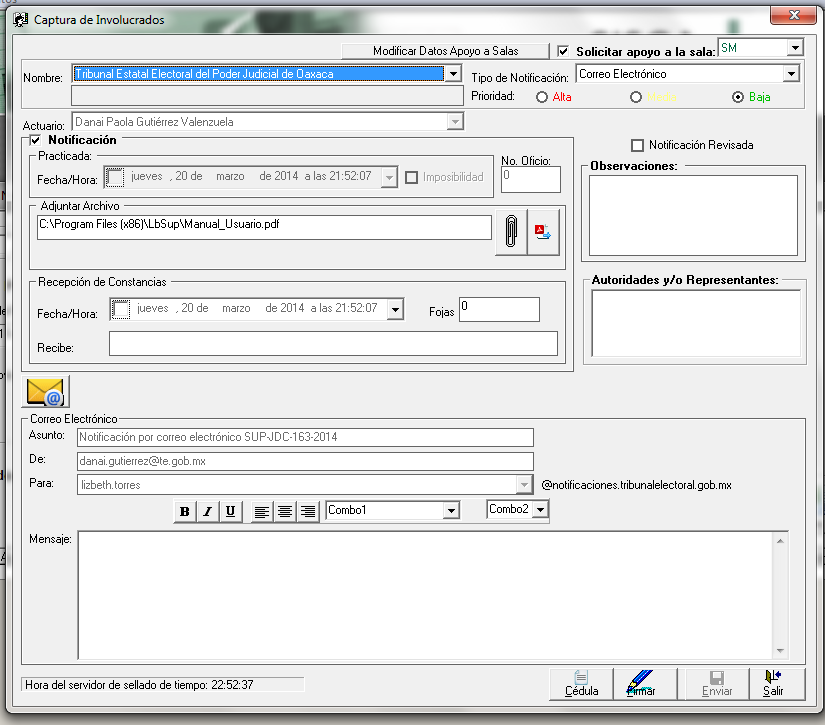 Captura de Involucrados
Modificar Datos Apoyo a Salas
Solicitar apoyo a la sala: SM
Nombre: Tribunal Estatal Electoral del Poder Judicial de Oaxaca
Tipo de Notificación: Correo Electrónico
Prioridad: Alta Baja
Actuario: Danai Paola Gutiérrez Valenzuela
Notificación
Notificación Revisada
Practicada:
Fecha/Hora: jueves , 20 de marzo de 2014 a las 21:52:07
Imposibilidad
No. Oficio:
0
Observaciones:
Adjuntar Archivo
C:\Program Files (x86)\LbSup\Manual_Usuario.pdf
Recepción de Constancias
Fecha/Hora: jueves , 20 de marzo de 2014 a las 21:52:07
Fojas 0
Recibe:
Autoridades y/o Representantes:
Correo Electrónico
Asunto: Notificación por correo electrónico SUP-JDC-163-2014
De: danai.gutierrez@te.gob.mx
Para: lizbeth.torres @notificaciones.tribunalelectoral.gob.mx
B I U Combo1 Combo2
Mensaje:
Hora del servidor de sellado de tiempo: 22:52:37
Cédula Firmar Enviar Salir